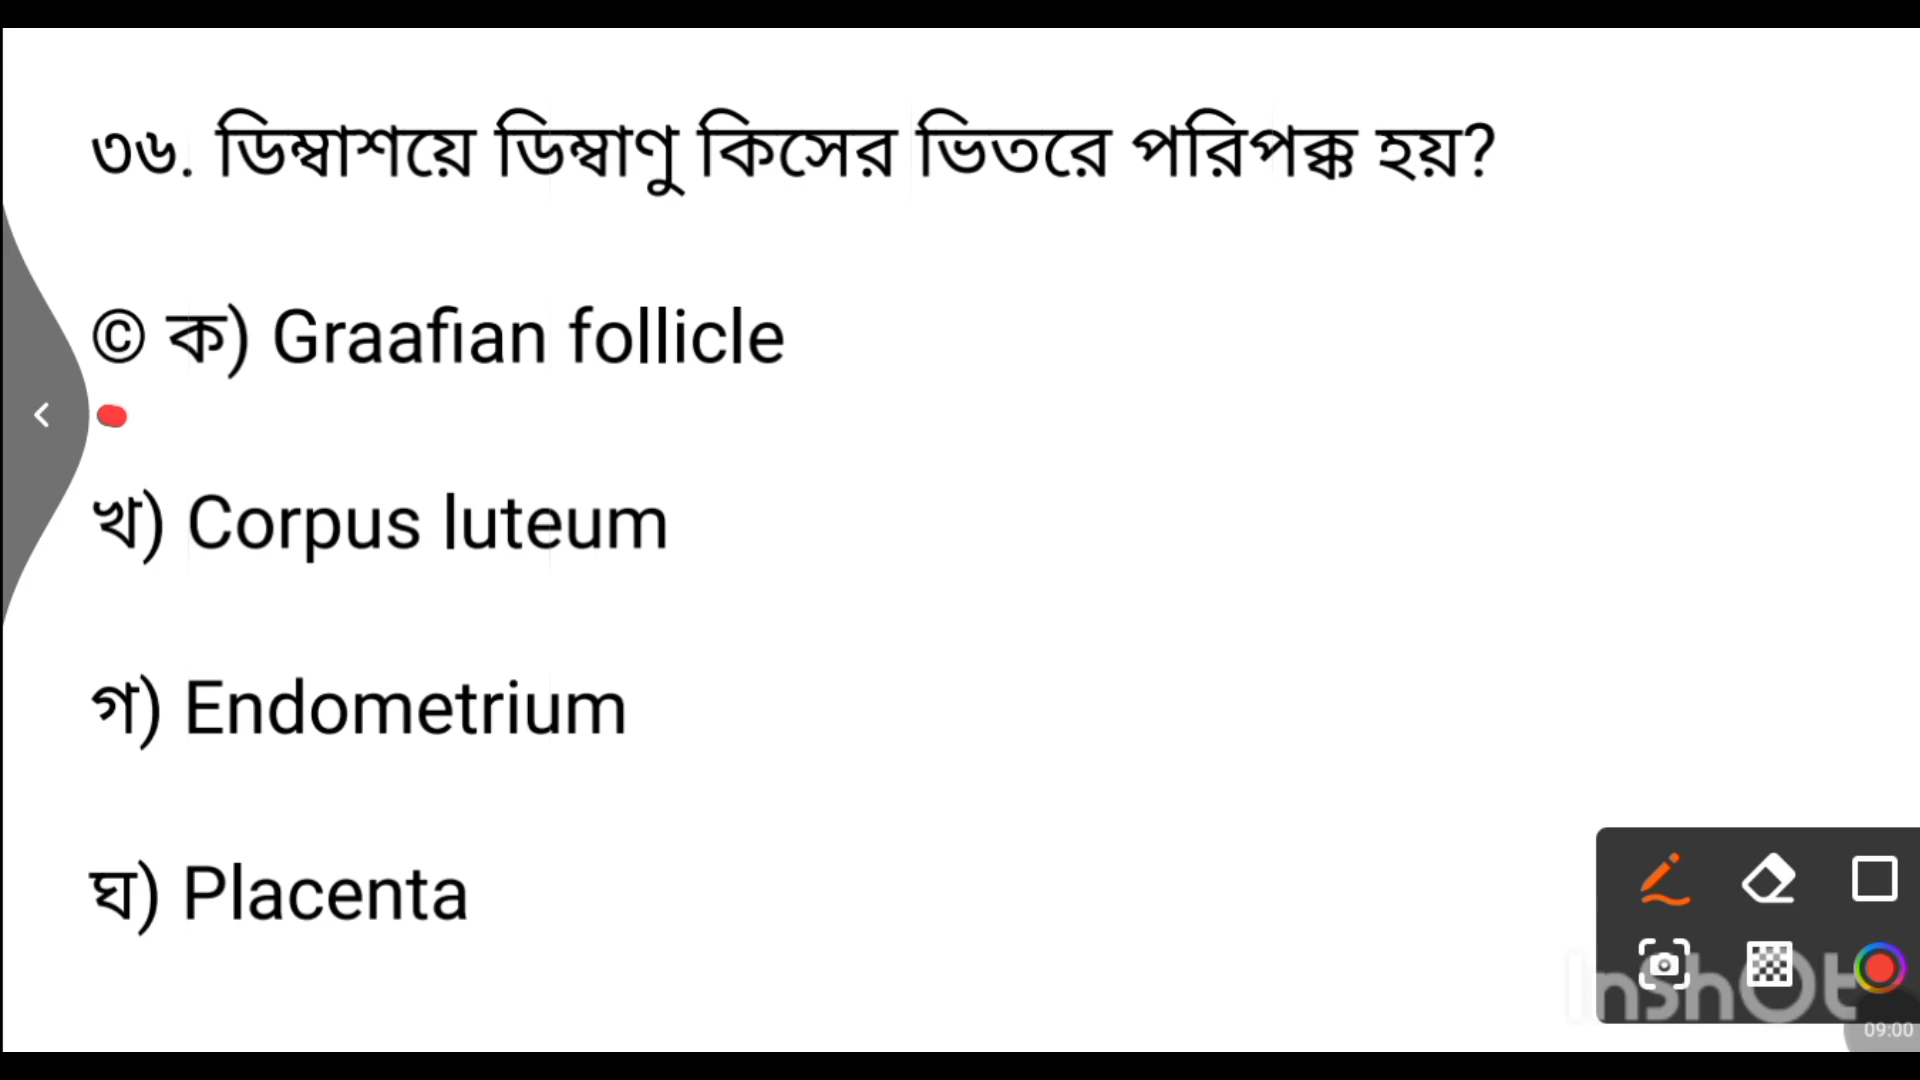 ৩৬. ডিম্বাশয়ে ডিম্বাণু কিসের ভিতরে পরিপক্ক হয়?
© ক) Graafian follicle
খ) Corpus luteum
গ) Endometrium
ঘ) Placenta
InShOt
09:00